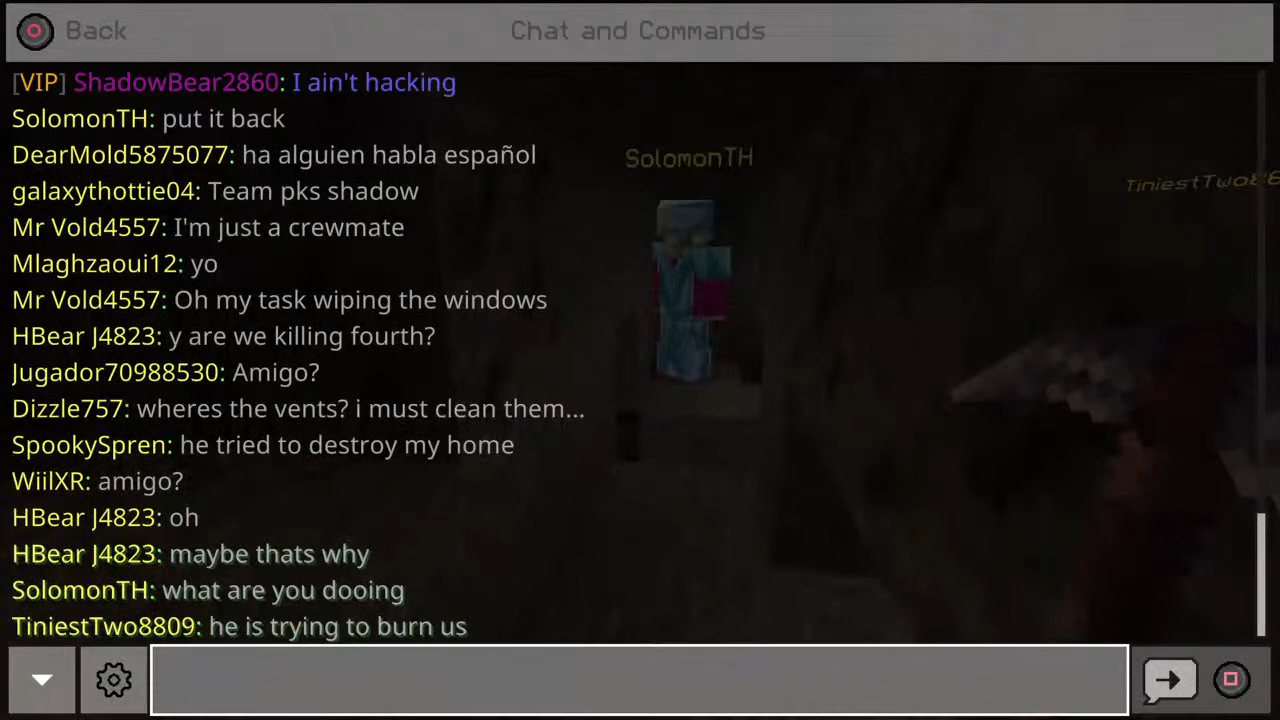 Back
Chat and Commands
[VIP] ShadowBear2860: I ain't hacking
SolomonTH: put it back
DearMold5875077: ha alguien habla español
galaxythottie04: Team pks shadow
Mr Vold4557: I'm just a crewmate
Mlaghzaoui12: yo
Mr Vold4557: Oh my task wiping the windows
HBear J4823: y are we killing fourth?
Jugador70988530: Amigo?
Dizzle757: wheres the vents? i must clean them...
SpookySpren: he tried to destroy my home
WiilXR: amigo?
HBear J4823: oh
HBear J4823: maybe thats why
SolomonTH: what are you dooing
TiniestTwo8809: he is trying to burn us
SolomonTH